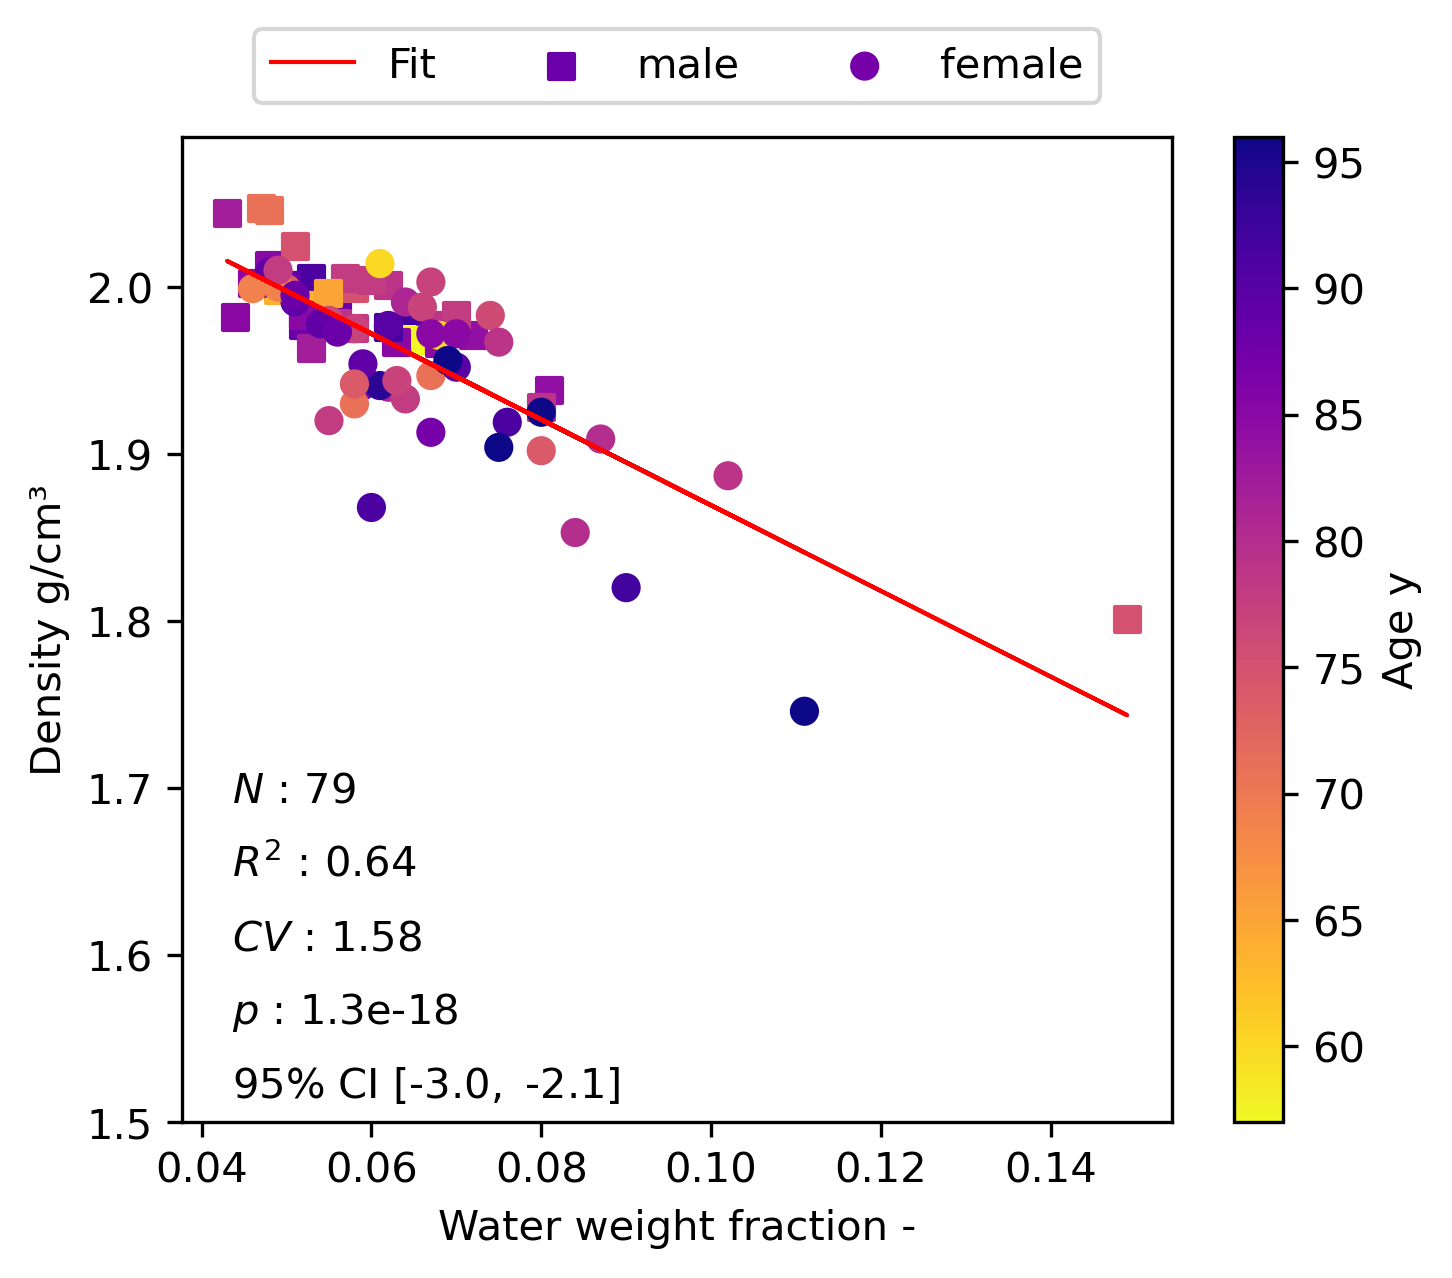 Fit male female
2.0
1.9
1.8
1.7
1.6
1.5
Density g/cm³
N : 79
R² : 0.64
CV : 1.58
p : 1.3e-18
95% CI [-3.0, -2.1]
0.04 0.06 0.08 0.10 0.12 0.14
Water weight fraction -
95
90
85
80
75
70
65
60
Age y